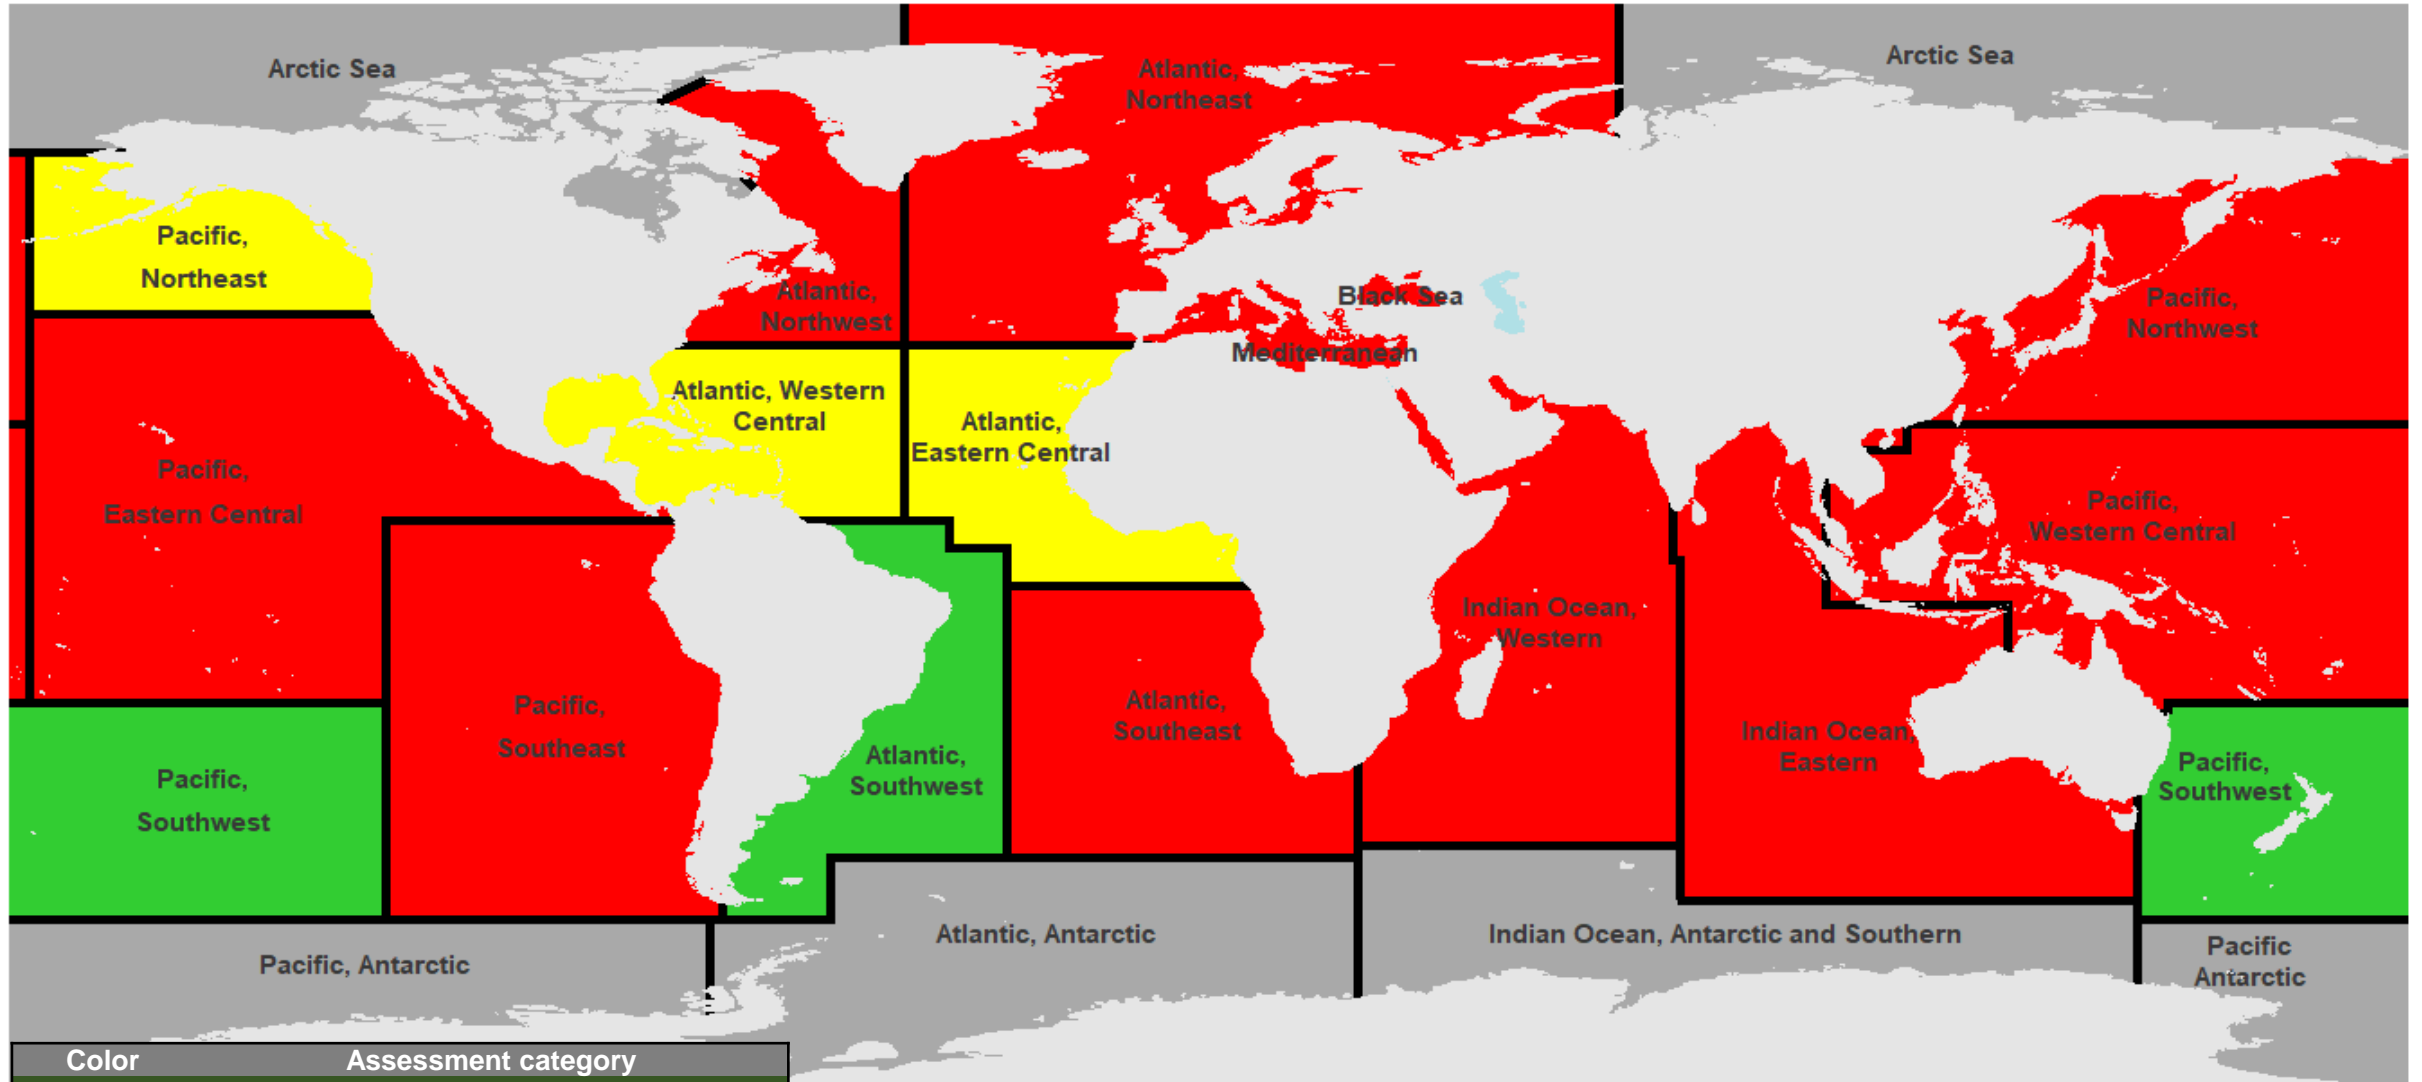 Arctic Sea
Arctic Sea
Atlantic,
Northeast
Pacific,
Northeast
Atlantic,
Northwest
Black Sea
Mediterranean
Pacific,
Northwest
Atlantic, Western
Central
Atlantic,
Eastern Central
Pacific,
Eastern Central
Pacific,
Western Central
Indian Ocean,
Western
Pacific,
Southeast
Atlantic,
Southeast
Indian Ocean,
Eastern
Atlantic,
Southwest
Pacific,
Southwest
Pacific,
Southwest
Atlantic, Antarctic
Indian Ocean, Antarctic and Southern
Pacific, Antarctic
Pacific
Antarctic
Color Assessment category